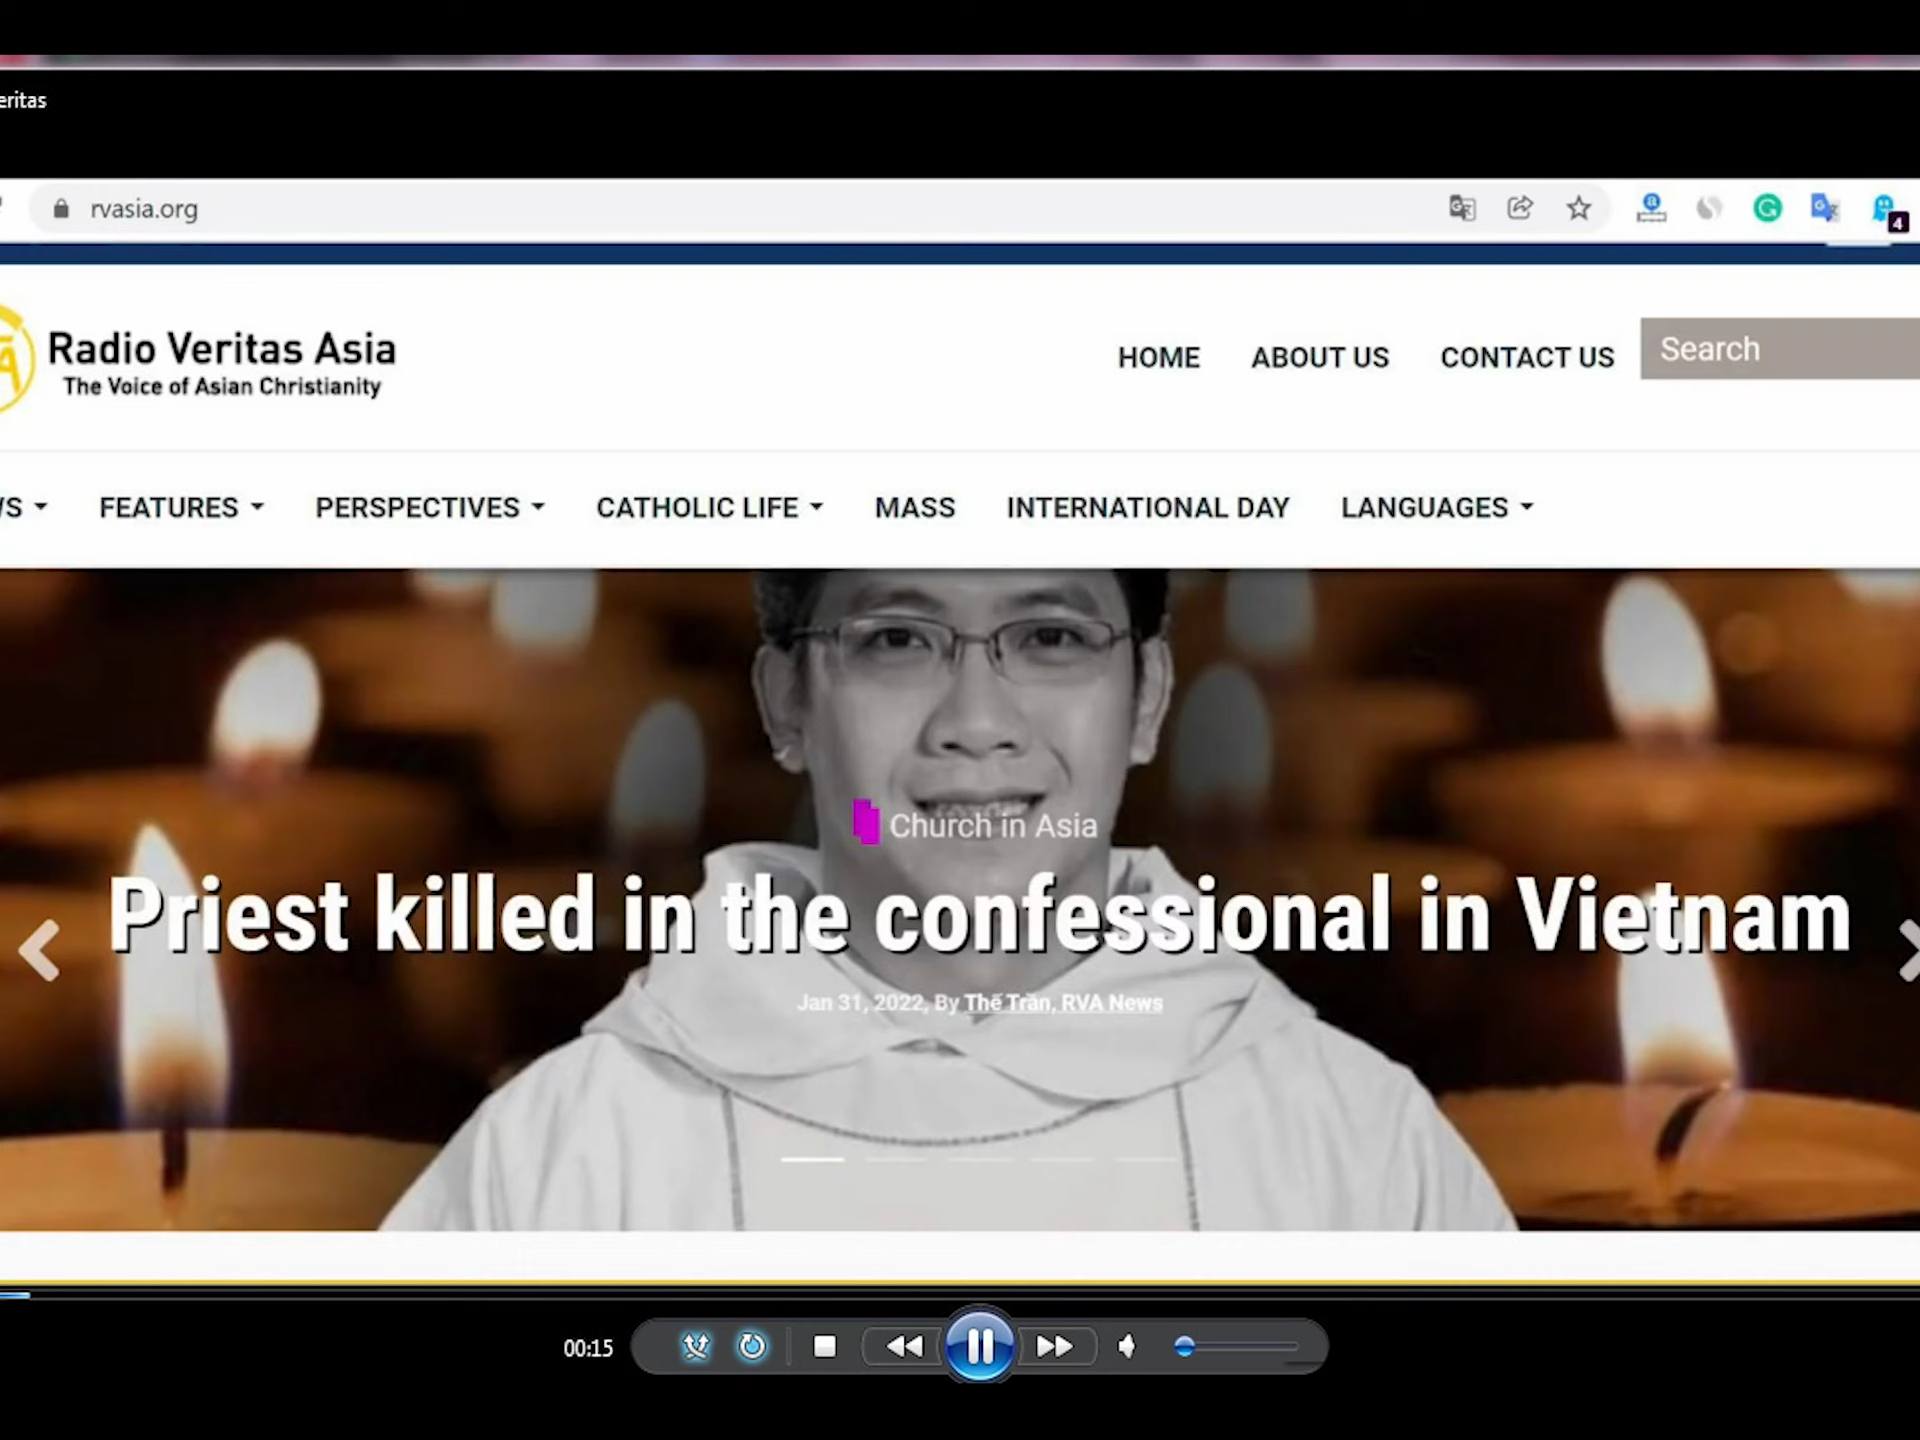 eritas
rvasia.org
4
Radio Veritas Asia
The Voice of Asian Christianity
HOME ABOUT US CONTACT US Search
WS FEATURES PERSPECTIVES CATHOLIC LIFE MASS INTERNATIONAL DAY LANGUAGES
Church in Asia
Priest killed in the confessional in Vietnam
Jan 31, 2022, By Thế Trần, RVA News
00:15